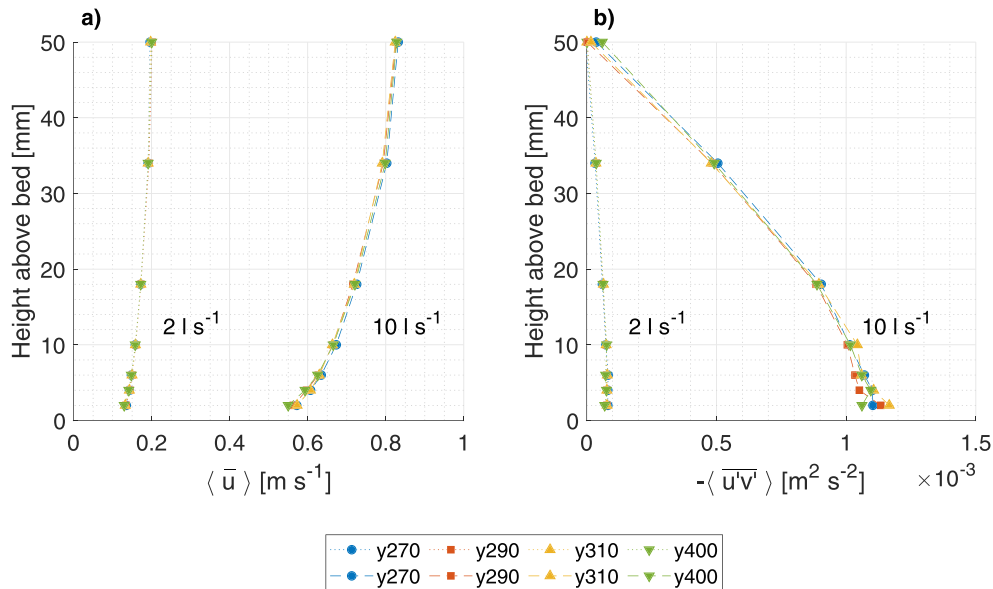 a)
b)
50
40
30
20
10
0
Height above bed [mm]
2 l s⁻¹
10 l s⁻¹
0 0.2 0.4 0.6 0.8 1
⟨ u̅ ⟩ [m s⁻¹]
50
40
30
20
10
0
Height above bed [mm]
2 l s⁻¹
10 l s⁻¹
0 0.5 1 1.5
-⟨ u̅'̅v̅'̅ ⟩ [m² s⁻²]
×10⁻³
y270 y290 y310 y400
y270 y290 y310 y400